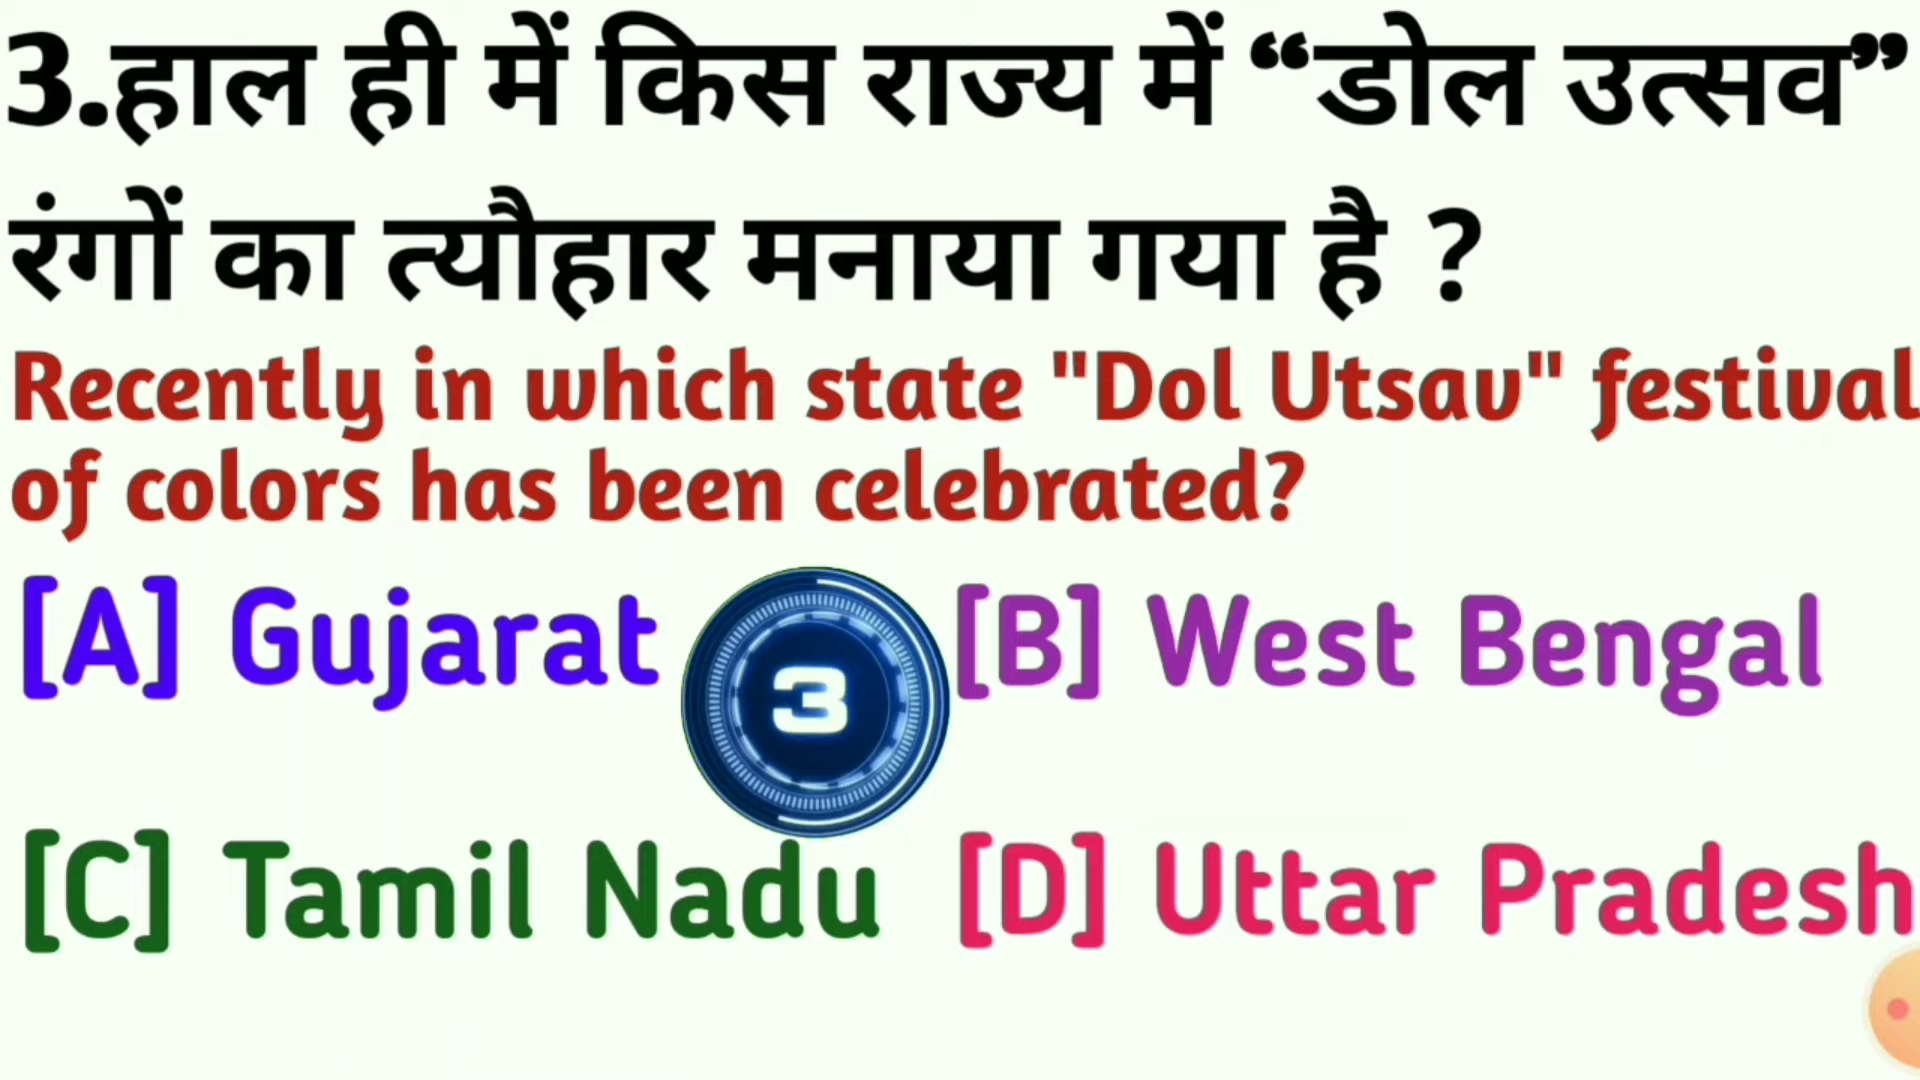 3.हाल ही में किस राज्य में “डोल उत्सव”
रंगों का त्यौहार मनाया गया है ?
Recently in which state "Dol Utsav" festival
of colors has been celebrated?
[A] Gujarat [B] West Bengal
3
[C] Tamil Nadu [D] Uttar Pradesh